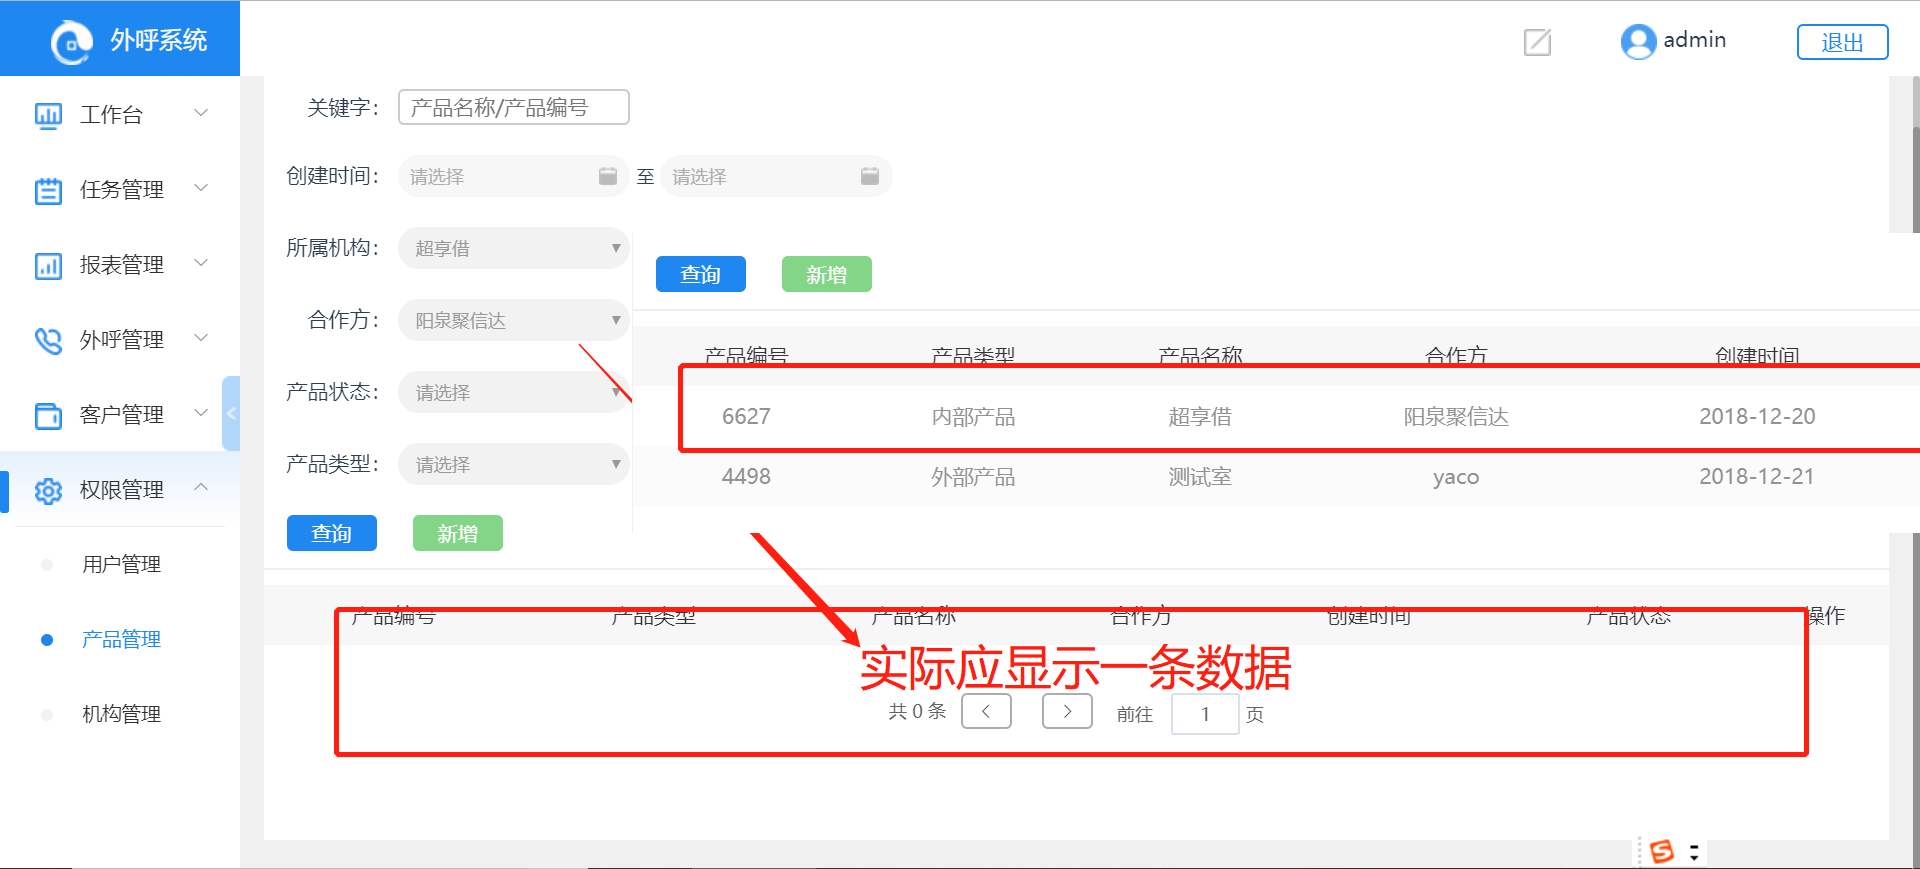 外呼系统
admin
退出
工作台
任务管理
报表管理
外呼管理
客户管理
权限管理
用户管理
产品管理
机构管理
关键字： 产品名称/产品编号
创建时间： 请选择 至 请选择
所属机构： 超享借
合作方： 阳泉聚信达
产品状态： 请选择
产品类型： 请选择
查询 新增
查询 新增
产品编号 产品类型 产品名称 合作方 创建时间
6627 内部产品 超享借 阳泉聚信达 2018-12-20
4498 外部产品 测试室 yaco 2018-12-21
产品编号 产品类型 产品名称 合作方 创建时间 产品状态 操作
实际应显示一条数据
共 0 条 < > 前往 1 页